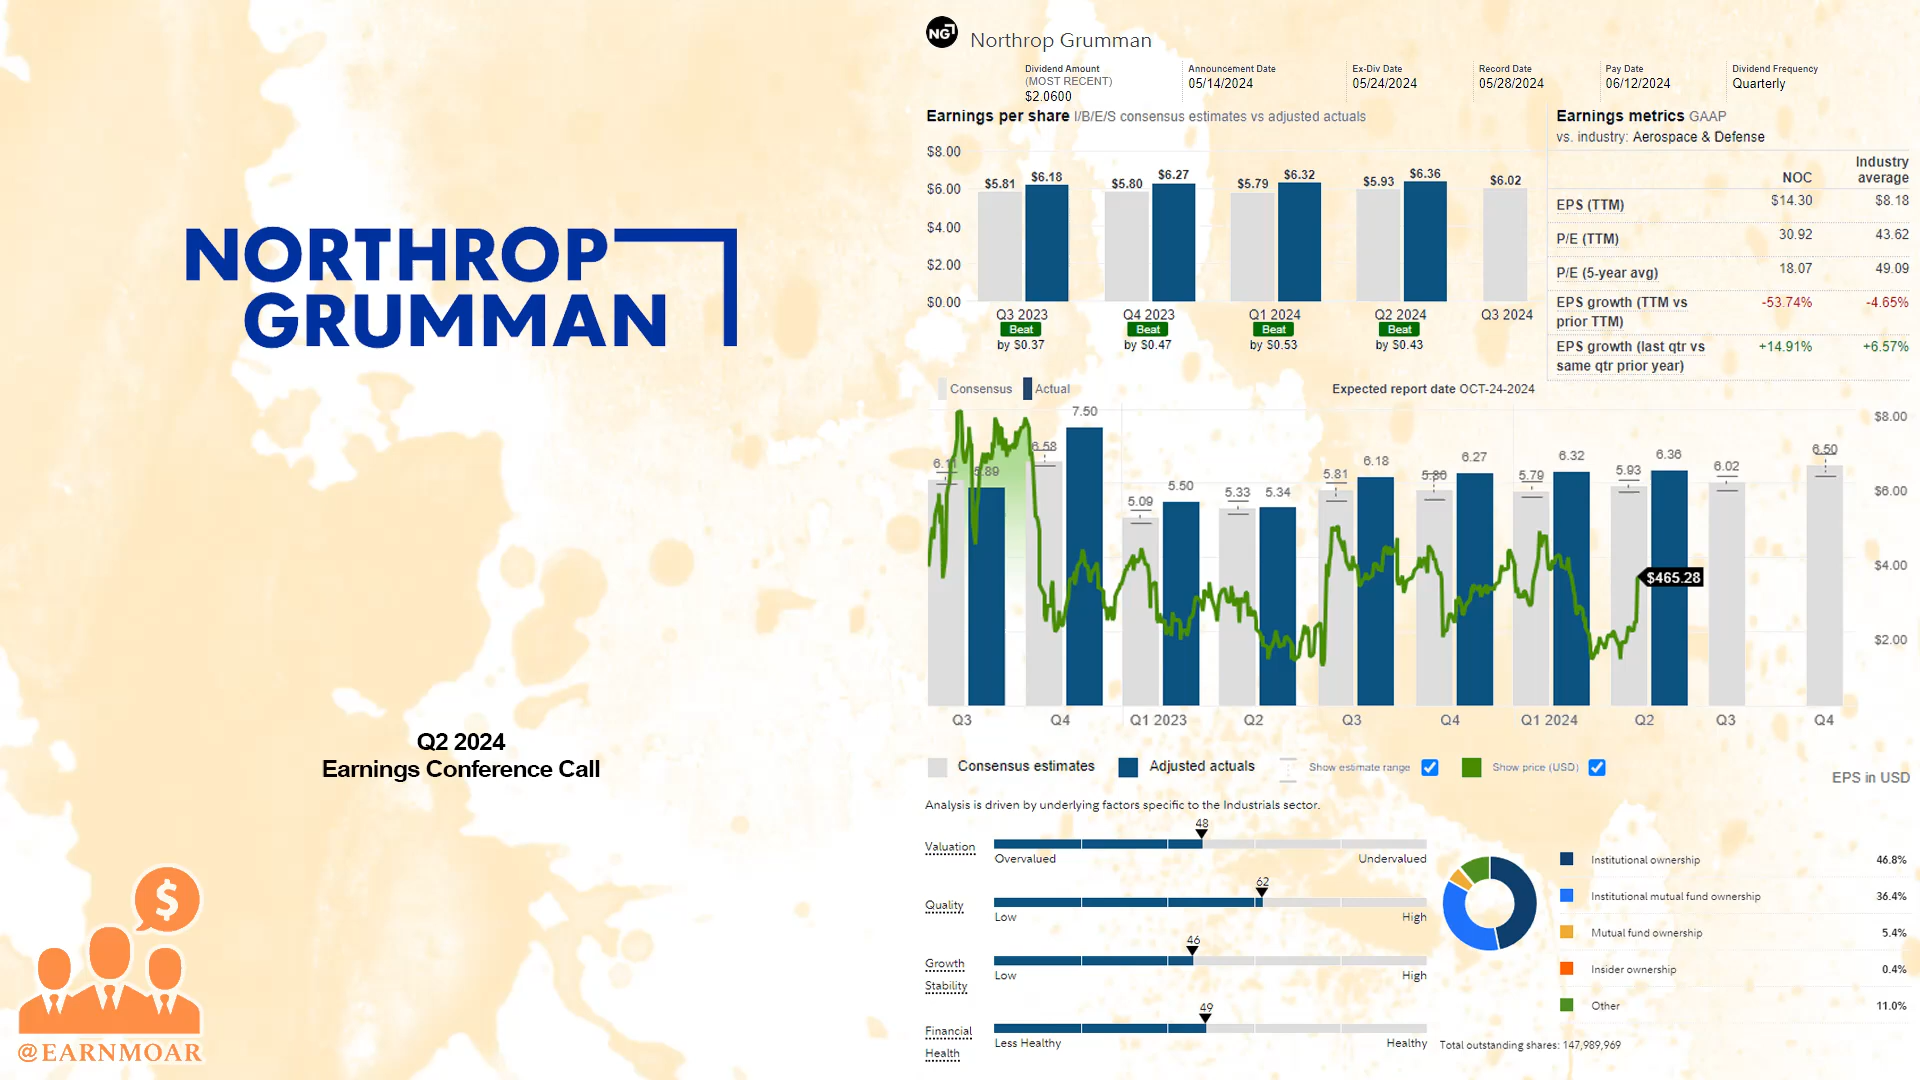 NORTHROP
GRUMMAN
Q2 2024
Earnings Conference Call
$
@EARNMOAR
NG
Northrop Grumman
Dividend Amount
(MOST RECENT)
$2.0600
Announcement Date
05/14/2024
Ex-Div Date
05/24/2024
Record Date
05/28/2024
Pay Date
06/12/2024
Dividend Frequency
Quarterly
Earnings per share I/B/E/S consensus estimates vs adjusted actuals
$8.00
$6.00
$4.00
$2.00
$0.00
$5.81 $6.18 $5.80 $6.27 $5.79 $6.32 $5.93 $6.36 $6.02
Q3 2023 Q4 2023 Q1 2024 Q2 2024 Q3 2024
Beat Beat Beat Beat
by $0.37 by $0.47 by $0.53 by $0.43
Consensus Actual
Expected report date OCT-24-2024
Earnings metrics GAAP
vs. industry: Aerospace & Defense
NOC Industry average
EPS (TTM) $14.30 $8.18
P/E (TTM) 30.92 43.62
P/E (5-year avg) 18.07 49.09
EPS growth (TTM vs
prior TTM) -53.74% -4.65%
EPS growth (last qtr vs
same qtr prior year) +14.91% +6.57%
6.11 5.89 6.58 7.50 5.09 5.50 5.33 5.34 5.81 6.18 5.80 6.27 5.79 6.32 5.93 6.36 6.02 6.50
$8.00
$6.00
$4.00
$2.00
$465.28
Q3 Q4 Q1 2023 Q2 Q3 Q4 Q1 2024 Q2 Q3 Q4
Consensus estimates Adjusted actuals Show estimate range Show price (USD)
EPS in USD
Analysis is driven by underlying factors specific to the Industrials sector.
48
Valuation
Overvalued Undervalued
62
Quality
Low High
46
Growth
Stability
Low High
49
Financial
Health
Less Healthy Healthy
Institutional ownership 46.8%
Institutional mutual fund ownership 36.4%
Mutual fund ownership 5.4%
Insider ownership 0.4%
Other 11.0%
Total outstanding shares: 147,989,969